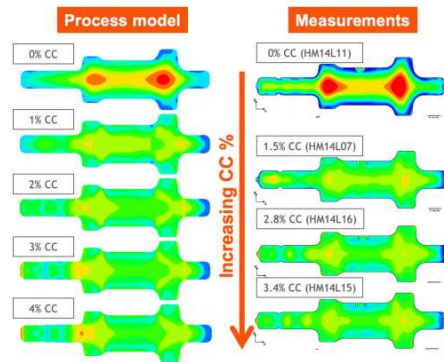 Process model
0% CC
1% CC
2% CC
3% CC
4% CC
Increasing CC %
Measurements
0% CC (HM14L11)
1.5% CC (HM14L07)
2.8% CC (HM14L16)
3.4% CC (HM14L15)